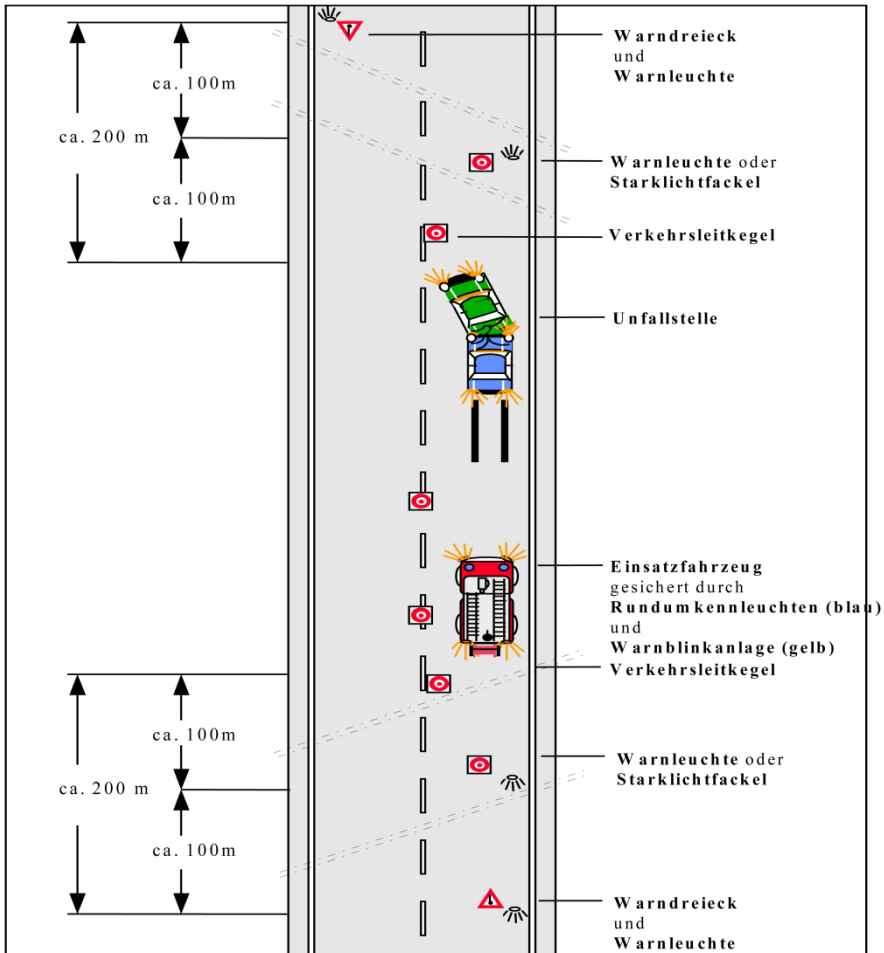 Warndreieck
und
Warnleuchte
ca. 100m
ca. 200 m
Warnleuchte oder
Starklichtfackel
ca. 100m
Verkehrsleitkegel
Unfallstelle
Einsatzfahrzeug
gesichert durch
Rundumkennleuchten (blau)
und
Warnblinkanlage (gelb)
Verkehrsleitkegel
ca. 100m
ca. 200 m
Warnleuchte oder
Starklichtfackel
ca. 100m
Warndreieck
und
Warnleuchte